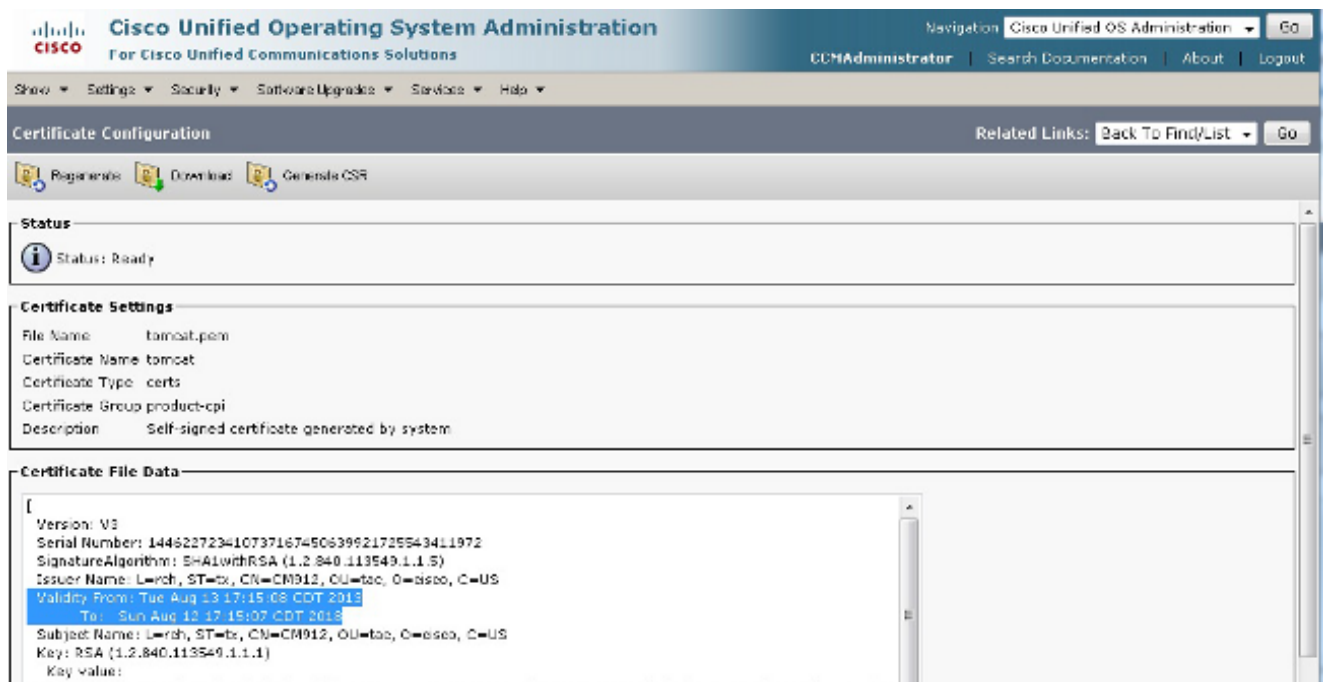 Cisco Unified Operating System Administration
Navigation Cisco Unified OS Administration Go
CISCO For Cisco Unified Communications Solutions
CCMAdministrator | Search Documentation | About | Logout
Show Settings Security Software Upgrades Services Help
Certificate Configuration Related Links: Back To Find/List Go
Regenerate Download Generate CSR
Status
Status: Ready
Certificate Settings
File Name tomcat.pem
Certificate Name tomcat
Certificate Type certs
Certificate Group product-cpi
Description Self-signed certificate generated by system
Certificate File Data
[
Version: V3
Serial Number: 144622723410737167450639921725543411972
SignatureAlgorithm: SHA1withRSA (1.2.840.113549.1.1.5)
Issuer Name: L=rch, ST=tx, CN=CM912, OU=tac, O=cisco, C=US
Validity From: Tue Aug 13 17:15:08 CDT 2013
To: Sun Aug 12 17:15:07 CDT 2018
Subject Name: L=rch, ST=tx, CN=CM912, OU=tac, O=cisco, C=US
Key: RSA (1.2.840.113549.1.1.1)
Key value: